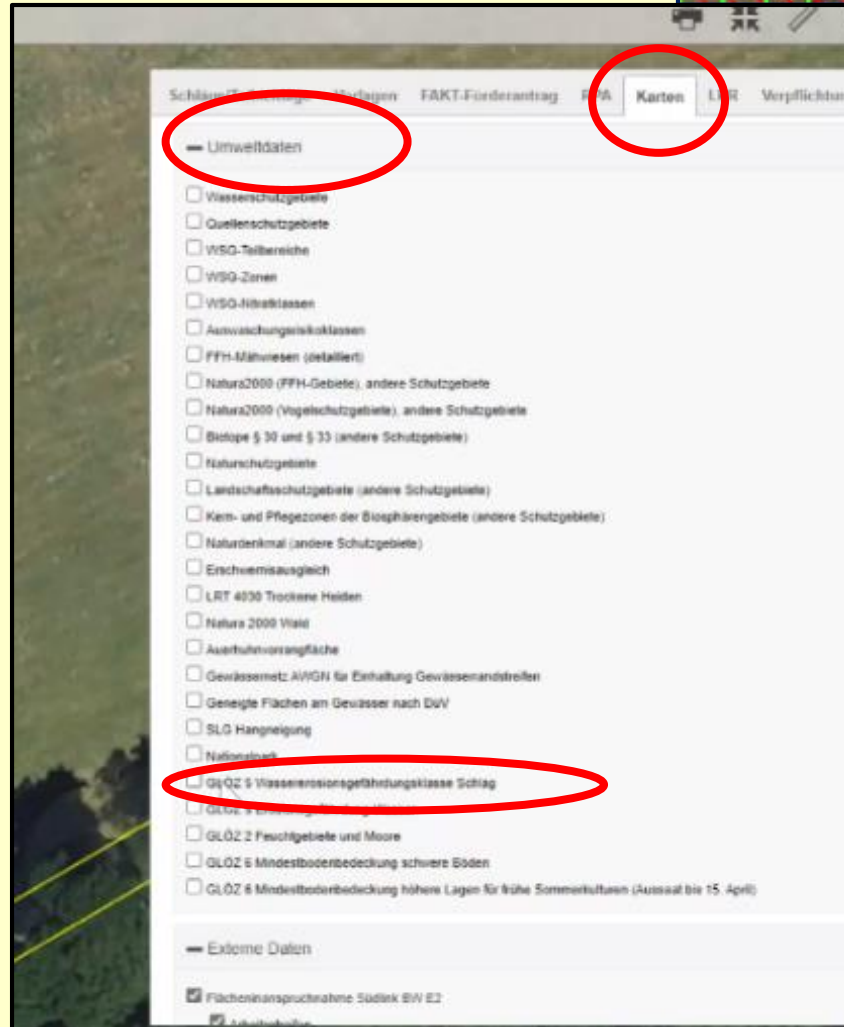 FAKT-Förderantrag Karten
Umweltdaten
Wasserschutzgebiete
Quellenschutzgebiete
WSG-Teilbereiche
WSG-Zonen
WSG-Nitratklassen
Auswaschungsrisikoklassen
FFH-Mähwiesen (detailliert)
Natura2000 (FFH-Gebiete), andere Schutzgebiete
Natura2000 (Vogelschutzgebiete), andere Schutzgebiete
Biotope § 30 und § 33 (andere Schutzgebiete)
Naturschutzgebiete
Landschaftsschutzgebiete (andere Schutzgebiete)
Kern- und Pflegezonen der Biosphärengebiete (andere Schutzgebiete)
Naturdenkmal (andere Schutzgebiete)
Erschwernisausgleich
LRT 4030 Trockene Heiden
Natura 2000 Wald
Auerhuhnvorrangfläche
Gewässernetz AWGN für Einhaltung Gewässerrandstreifen
Geneigte Flächen am Gewässer nach DüV
SLG Hangneigung
Nationalpark
GLÖZ 5 Wassererosionsgefährdungsklasse Schlag
GLÖZ 5
GLÖZ 2 Feuchtgebiete und Moore
GLÖZ 6 Mindestbodenbedeckung schwere Böden
GLÖZ 6 Mindestbodenbedeckung höhere Lagen für frühe Sommerkulturen (Aussaat bis 15. April)
Externe Daten
Flächeninanspruchnahme Südlink BW E2